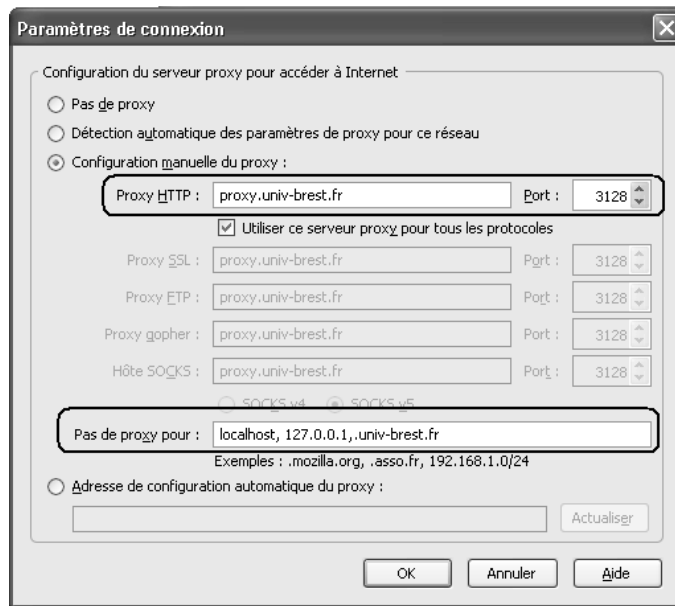 Paramètres de connexion
Configuration du serveur proxy pour accéder à Internet
Pas de proxy
Détection automatique des paramètres de proxy pour ce réseau
Configuration manuelle du proxy :
Proxy HTTP : proxy.univ-brest.fr Port : 3128
Utiliser ce serveur proxy pour tous les protocoles
Proxy SSL : proxy.univ-brest.fr Port : 3128
Proxy FTP : proxy.univ-brest.fr Port : 3128
Proxy gopher : proxy.univ-brest.fr Port : 3128
Hôte SOCKS : proxy.univ-brest.fr Port : 3128
SOCKS v4 SOCKS v5
Pas de proxy pour : localhost, 127.0.0.1,.univ-brest.fr
Exemples : .mozilla.org, .asso.fr, 192.168.1.0/24
Adresse de configuration automatique du proxy :
Actualiser
OK Annuler Aide